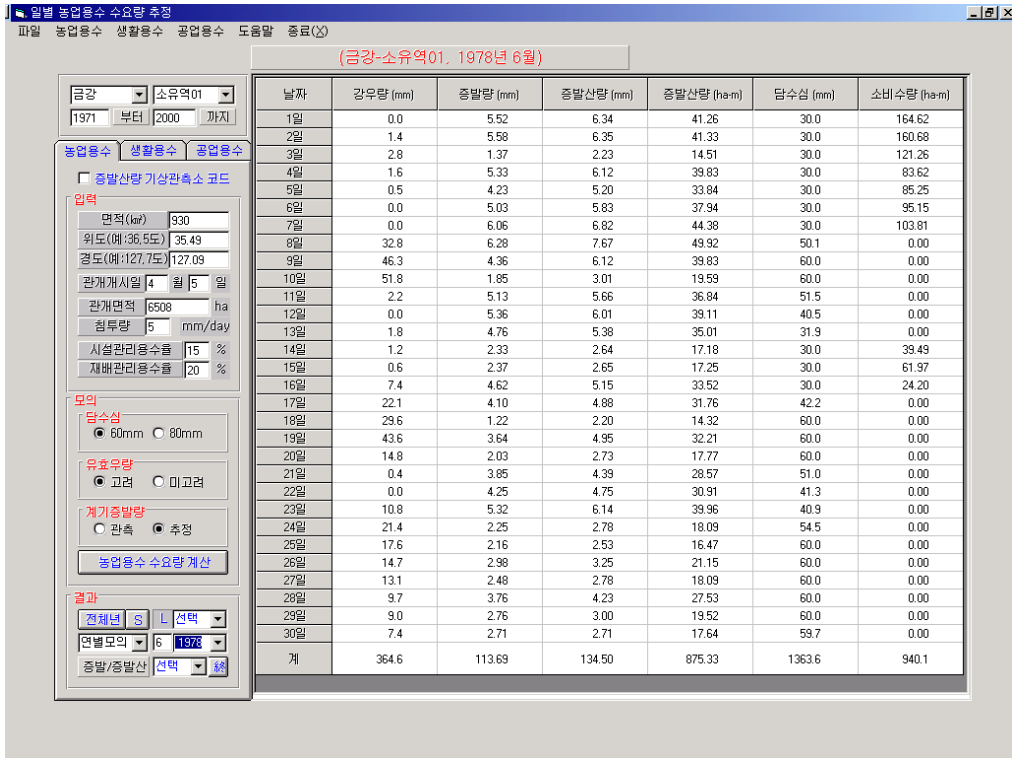 일별 농업용수 수요량 추정
파일 농업용수 생활용수 공업용수 도움말 종료(X)
(금강-소유역01, 1978년 6월)
금강 소유역01
1971 부터 2000 까지
농업용수 생활용수 공업용수
증발산량 기상관측소 코드
입력
면적(㎢) 930
위도(예:36.5도) 35.49
경도(예:127.7도) 127.09
관개개시일 4 월 5 일
관개면적 6508 ha
침투량 5 mm/day
시설관리용수율 15 %
재배관리용수율 20 %
모의
담수심
60mm 80mm
유효우량
고려 미고려
계기증발량
관측 추정
농업용수 수요량 계산
결과
전체년 S L 선택
연별모의 6 1978
증발/증발산 선택 終
날짜 강우량 (mm) 증발량 (mm) 증발산량 (mm) 증발산량 (ha-m) 담수심 (mm) 소비수량 (ha-m)
1일 0.0 5.52 6.34 41.26 30.0 164.62
2일 1.4 5.58 6.35 41.33 30.0 160.68
3일 2.8 1.37 2.23 14.51 30.0 121.26
4일 1.6 5.33 6.12 39.83 30.0 83.62
5일 0.5 4.23 5.20 33.84 30.0 85.25
6일 0.0 5.03 5.83 37.94 30.0 95.15
7일 0.0 6.06 6.82 44.38 30.0 103.81
8일 32.8 6.28 7.67 49.92 50.1 0.00
9일 46.3 4.36 6.12 39.83 60.0 0.00
10일 51.8 1.85 3.01 19.59 60.0 0.00
11일 2.2 5.13 5.66 36.84 51.5 0.00
12일 0.0 5.36 6.01 39.11 40.5 0.00
13일 1.8 4.76 5.38 35.01 31.9 0.00
14일 1.2 2.33 2.64 17.18 30.0 39.49
15일 0.6 2.37 2.65 17.25 30.0 61.97
16일 7.4 4.62 5.15 33.52 30.0 24.20
17일 22.1 4.10 4.88 31.76 42.2 0.00
18일 29.6 1.22 2.20 14.32 60.0 0.00
19일 43.6 3.64 4.95 32.21 60.0 0.00
20일 14.8 2.03 2.73 17.77 60.0 0.00
21일 0.4 3.85 4.39 28.57 51.0 0.00
22일 0.0 4.25 4.75 30.91 41.3 0.00
23일 10.8 5.32 6.14 39.96 40.9 0.00
24일 21.4 2.25 2.78 18.09 54.5 0.00
25일 17.6 2.16 2.53 16.47 60.0 0.00
26일 14.7 2.98 3.25 21.15 60.0 0.00
27일 13.1 2.48 2.78 18.09 60.0 0.00
28일 9.7 3.76 4.23 27.53 60.0 0.00
29일 9.0 2.76 3.00 19.52 60.0 0.00
30일 7.4 2.71 2.71 17.64 59.7 0.00
계 364.6 113.69 134.50 875.33 1363.6 940.1